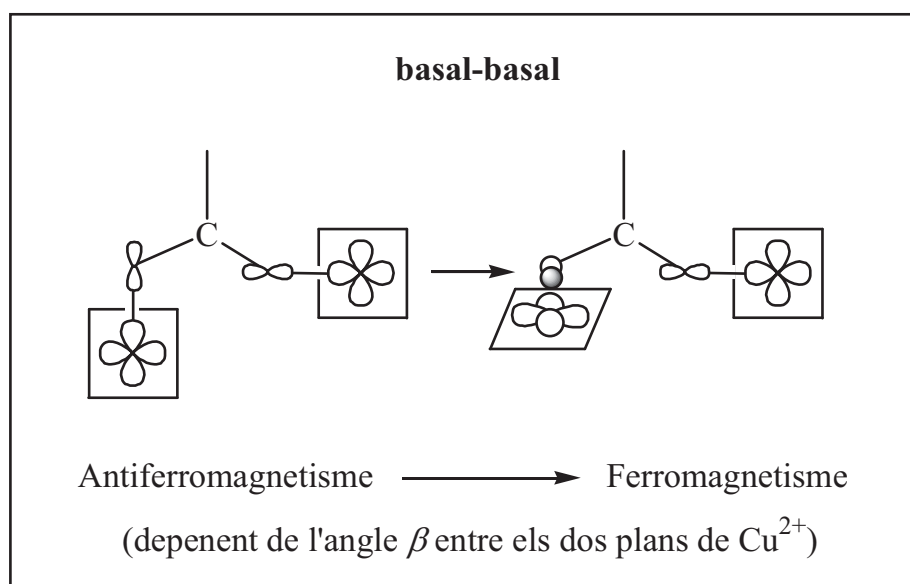 basal-basal
C
C
Antiferromagnetisme
Ferromagnetisme
(depenent de l'angle β entre els dos plans de Cu²⁺)